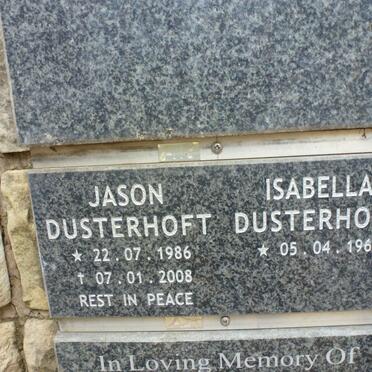 JASON
DUSTERHOFT
★ 22.07.1986
† 07.01.2008
REST IN PEACE
ISABELLA
★ 05.04.196
In Loving Memory Of